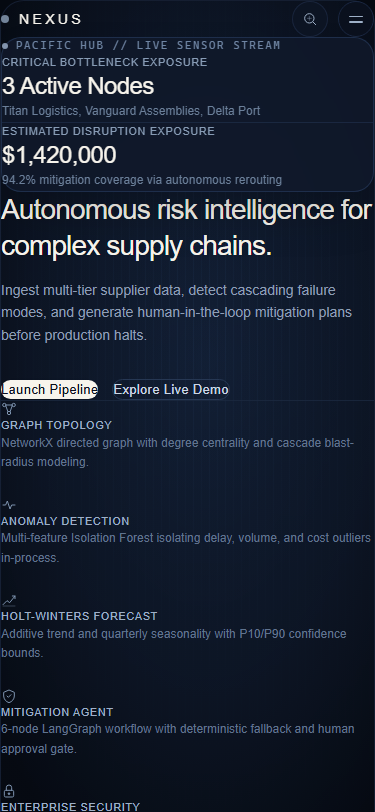 NEXUS
PACIFIC HUB // LIVE SENSOR STREAM
CRITICAL BOTTLENECK EXPOSURE
3 Active Nodes
Titan Logistics, Vanguard Assemblies, Delta Port
ESTIMATED DISRUPTION EXPOSURE
$1,420,000
94.2% mitigation coverage via autonomous rerouting
Autonomous risk intelligence for
complex supply chains.
Ingest multi-tier supplier data, detect cascading failure
modes, and generate human-in-the-loop mitigation plans
before production halts.
Launch Pipeline Explore Live Demo
GRAPH TOPOLOGY
NetworkX directed graph with degree centrality and cascade blast-
radius modeling.
ANOMALY DETECTION
Multi-feature Isolation Forest isolating delay, volume, and cost outliers
in-process.
HOLT-WINTERS FORECAST
Additive trend and quarterly seasonality with P10/P90 confidence
bounds.
MITIGATION AGENT
6-node LangGraph workflow with deterministic fallback and human
approval gate.
ENTERPRISE SECURITY